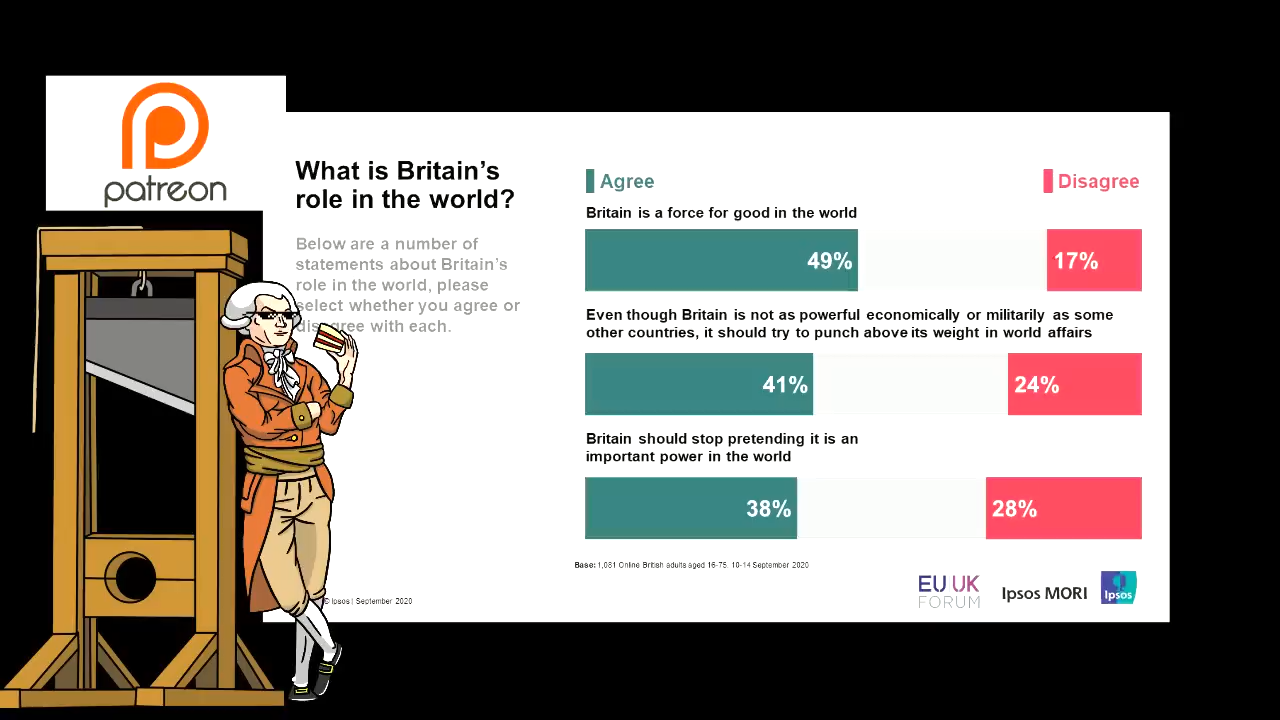 patreon
What is Britain's
role in the world?
Below are a number of
statements about Britain's
role in the world, please
select whether you agree or
disagree with each.
Agree
Disagree
Britain is a force for good in the world
49%
17%
Even though Britain is not as powerful economically or militarily as some
other countries, it should try to punch above its weight in world affairs
41%
24%
Britain should stop pretending it is an
important power in the world
38%
28%
Base: 1,081 Online British adults aged 16-75. 10-14 September 2020
© Ipsos | September 2020
EU UK
FORUM
Ipsos MORI
Ipsos